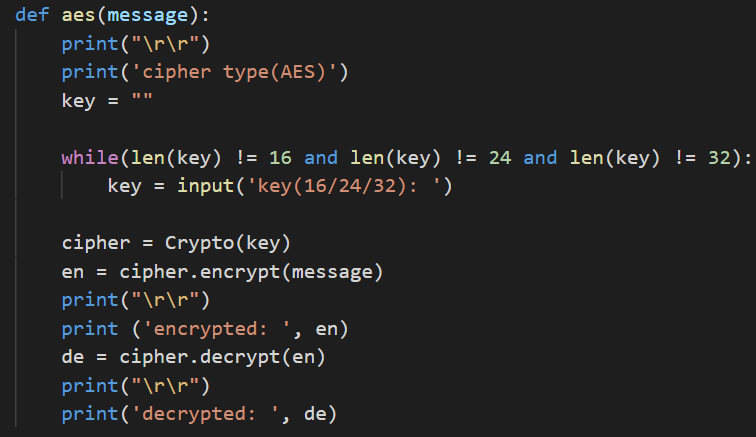 def aes(message):
    print("\r\r")
    print('cipher type(AES)')
    key = ""
    while(len(key) != 16 and len(key) != 24 and len(key) != 32):
        key = input('key(16/24/32): ')
    cipher = Crypto(key)
    en = cipher.encrypt(message)
    print("\r\r")
    print ('encrypted: ', en)
    de = cipher.decrypt(en)
    print("\r\r")
    print('decrypted: ', de)